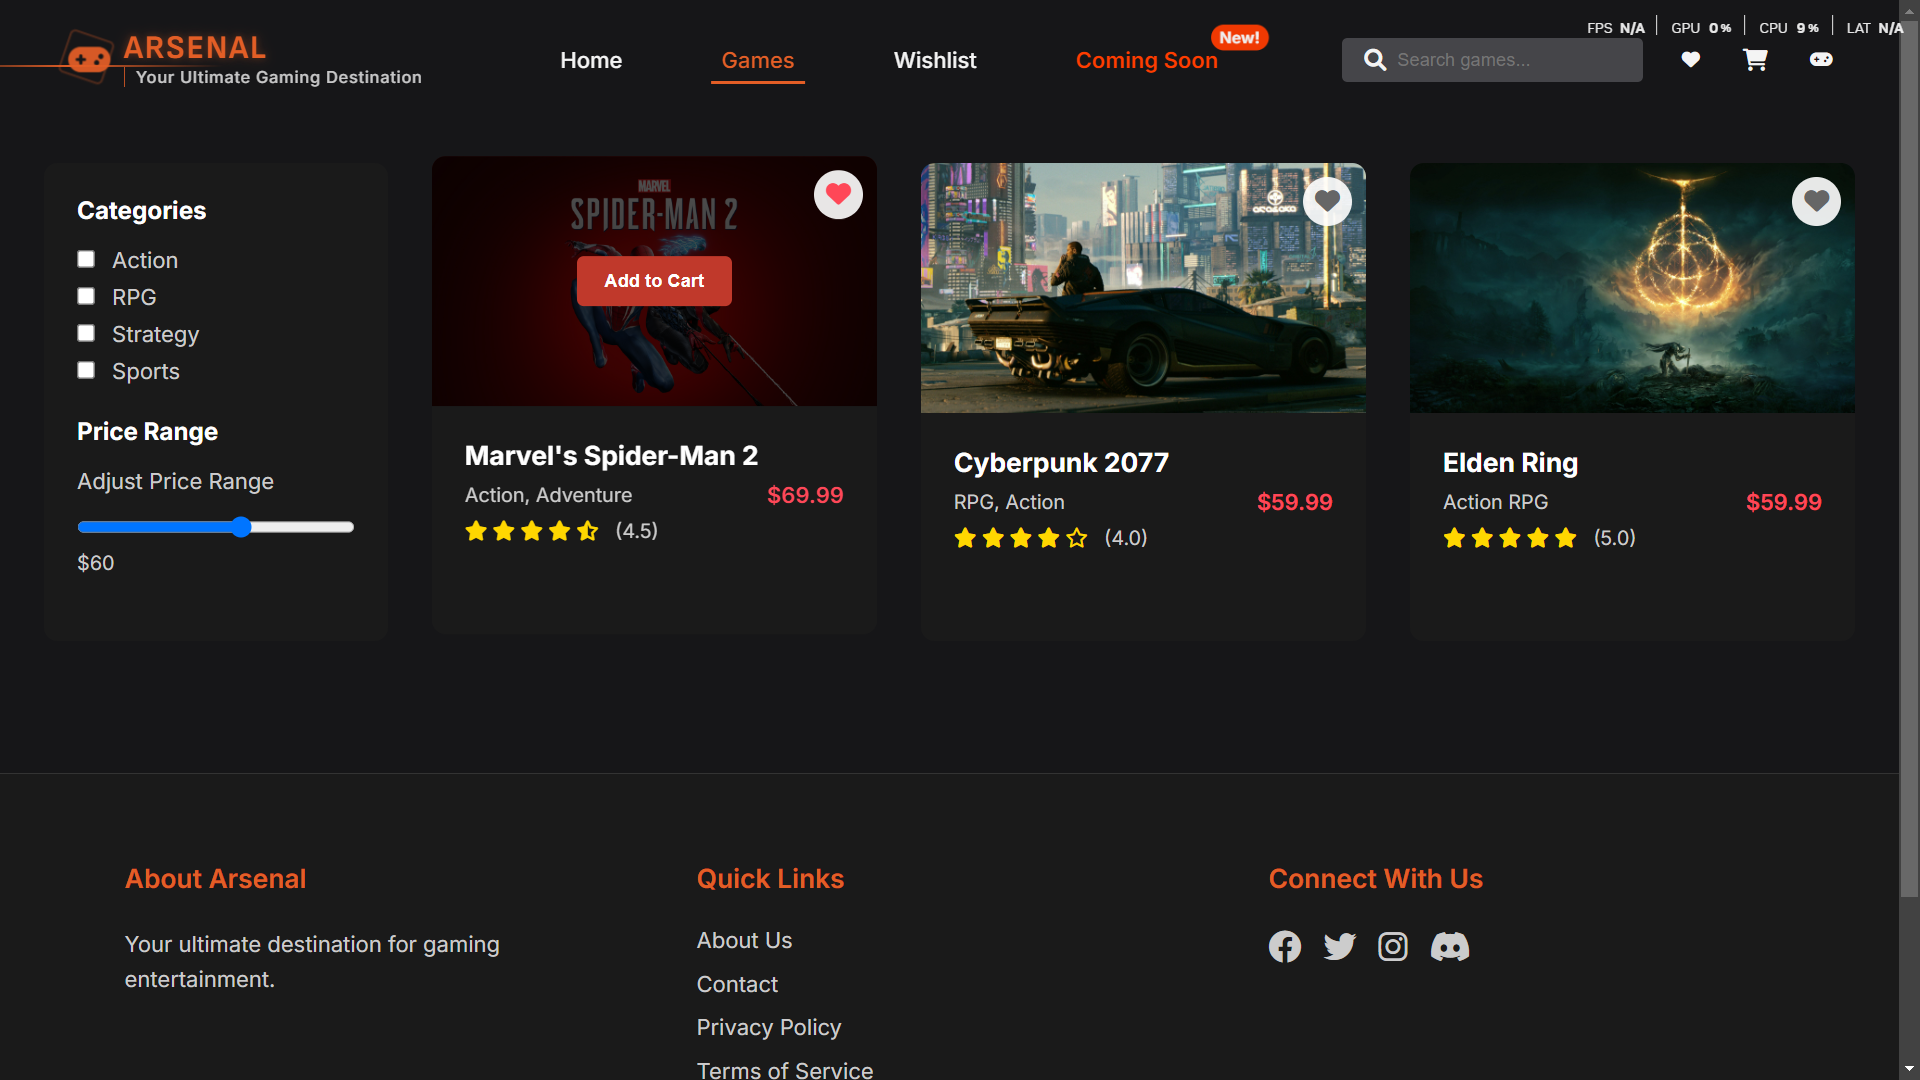 FPS N/A GPU 0% CPU 9% LAT N/A
ARSENAL
Your Ultimate Gaming Destination
Home
Games
Wishlist
Coming Soon
New!
Search games...
Categories
Action
RPG
Strategy
Sports
Price Range
Adjust Price Range
$60
MARVEL
SPIDER-MAN 2
Add to Cart
Marvel's Spider-Man 2
Action, Adventure $69.99
(4.5)
Cyberpunk 2077
RPG, Action $59.99
(4.0)
Elden Ring
Action RPG $59.99
(5.0)
About Arsenal
Your ultimate destination for gaming
entertainment.
Quick Links
About Us
Contact
Privacy Policy
Terms of Service
Connect With Us